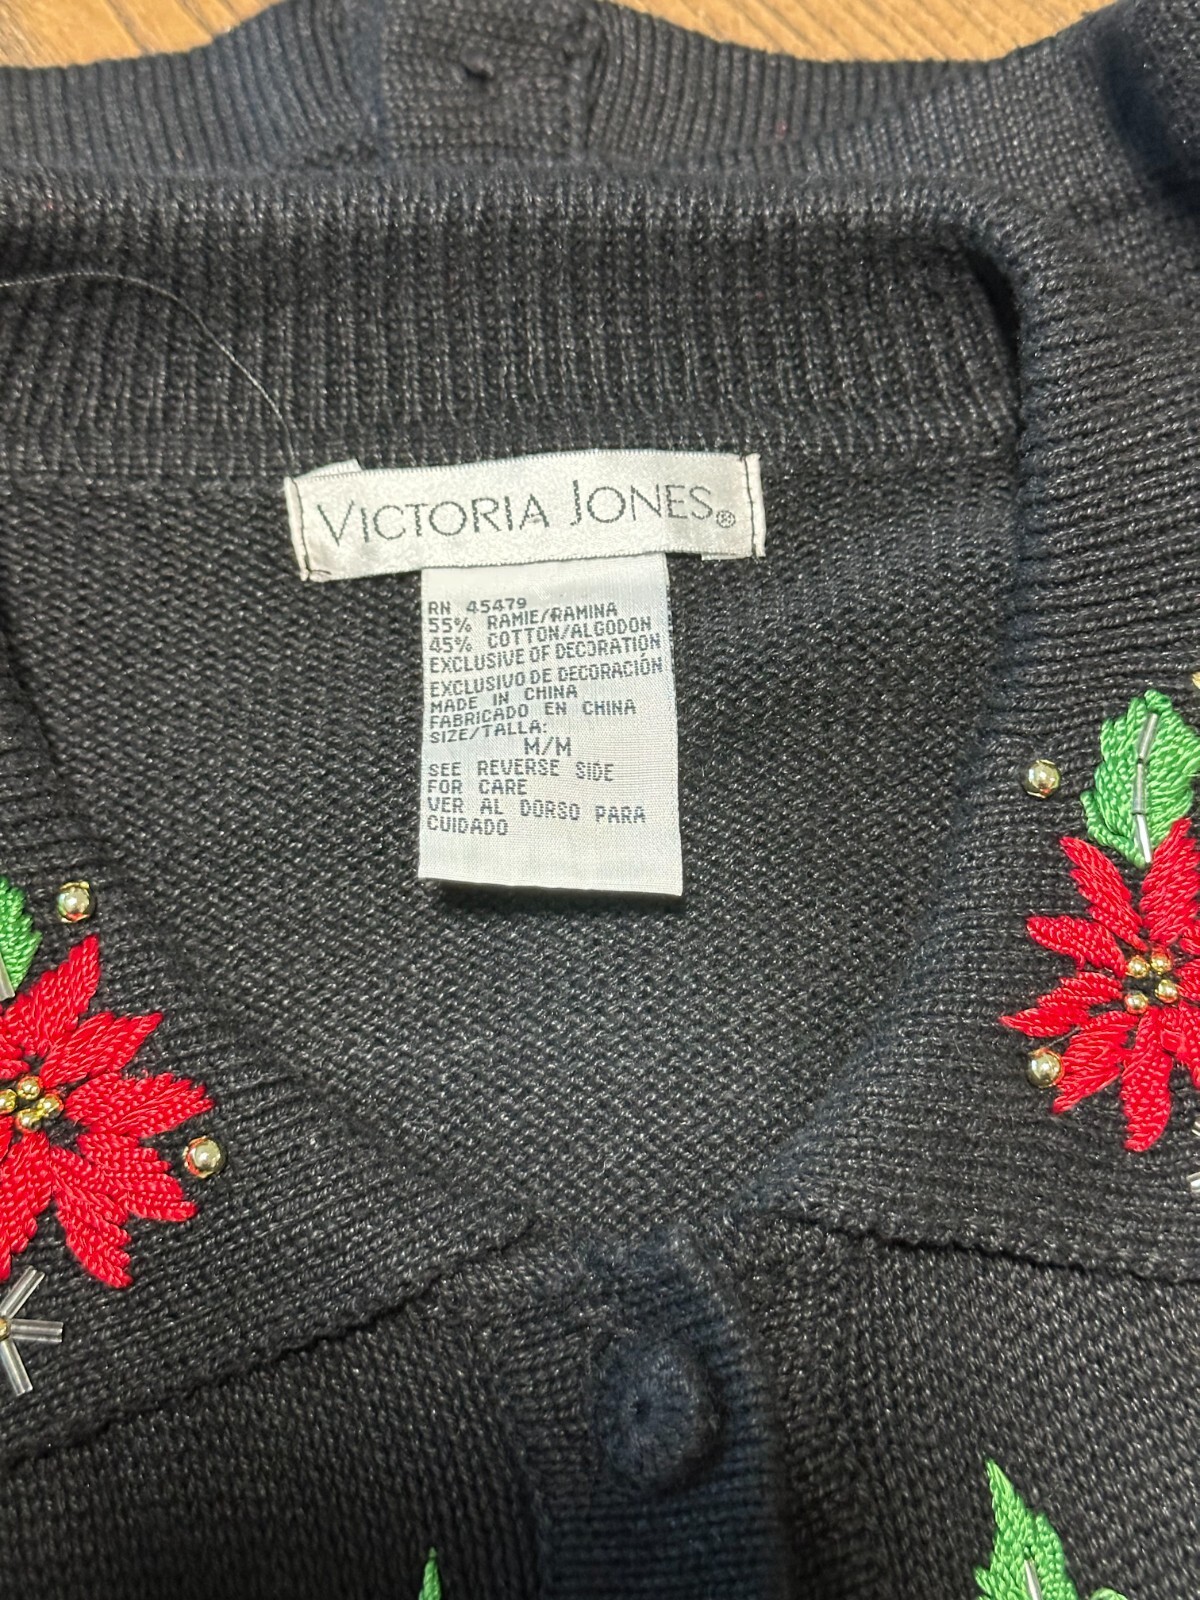 VICTORIA JONES®
RN 45479
55% RAMIE/RAMINA
45% COTTON/ALGODON
EXCLUSIVE OF DECORATION
EXCLUSIVO DE DECORACIÓN
MADE IN CHINA
FABRICADO EN CHINA
SIZE/TALLA:
M/M
SEE REVERSE SIDE
FOR CARE
VER AL DORSO PARA
CUIDADO